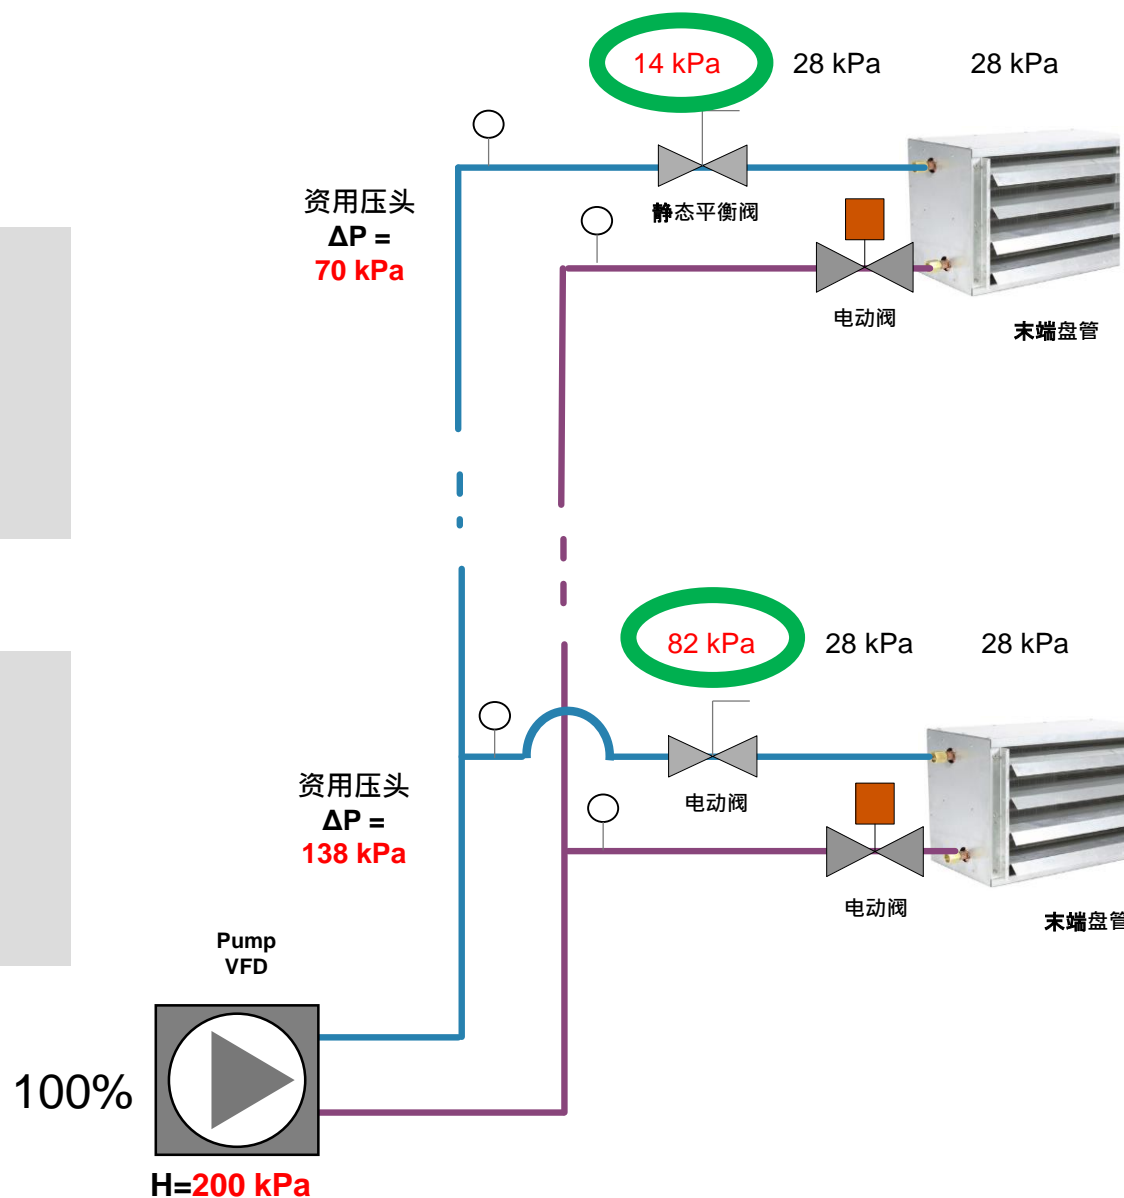 14 kPa 28 kPa 28 kPa
资用压头
ΔP =
70 kPa
静态平衡阀
电动阀
末端盘管
82 kPa 28 kPa 28 kPa
资用压头
ΔP =
138 kPa
电动阀
电动阀
末端盘管
Pump
VFD
100%
H=200 kPa